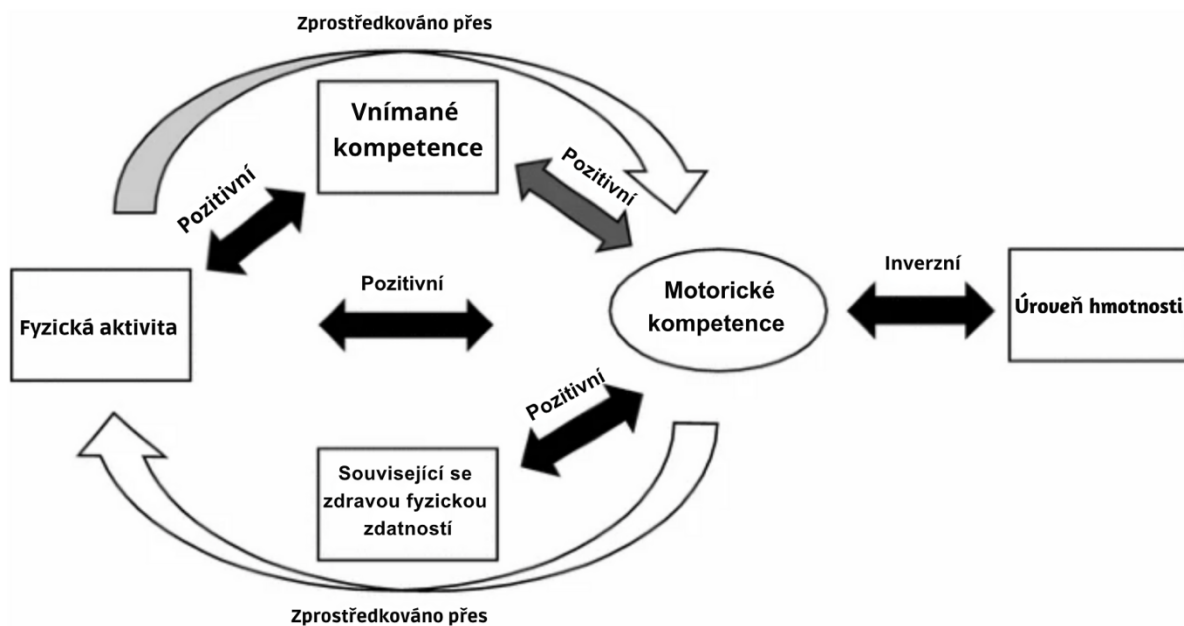 Zprostředkováno přes
Vnímané
kompetence
Pozitivní
Pozitivní
Fyzická aktivita
Pozitivní
Motorické
kompetence
Inverzní
Úroveň hmotnosti
Pozitivní
Související se
zdravou fyzickou
zdatností
Zprostředkováno přes